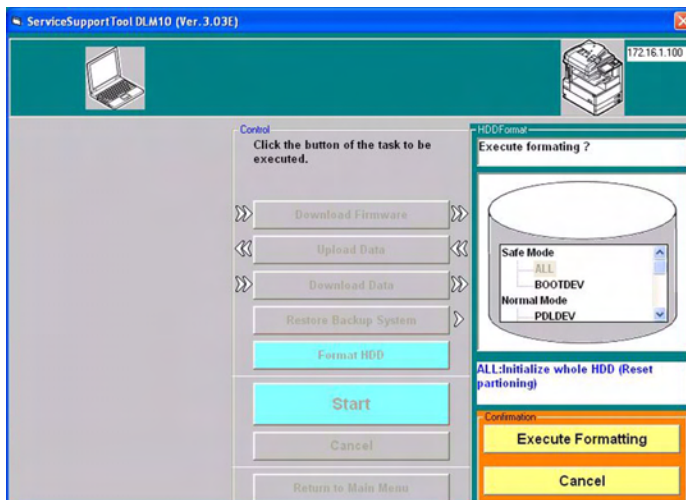 ServiceSupportTool DLM10 (Ver.3.03E)
172.16.1.100
Control
Click the button of the task to be
executed.
Download Firmware
Upload Data
Download Data
Restore Backup System
Format HDD
Start
Cancel
Return to Main Menu
HDDFormat
Execute formating ?
Safe Mode
ALL
BOOTDEV
Normal Mode
PDLDEV
ALL:Initialize whole HDD (Reset
partioning)
Confirmation
Execute Formatting
Cancel